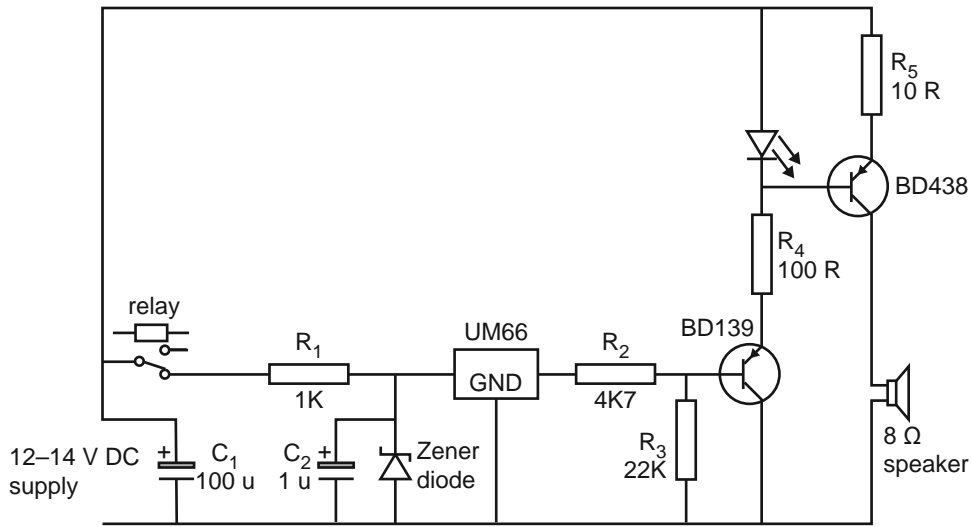 R5
10 R
BD438
R4
100 R
relay
R1
1K
UM66
GND
R2
4K7
BD139
R3
22K
8 Ω
speaker
12–14 V DC
supply
+
C1
100 u
C2
+
1 u
Zener
diode